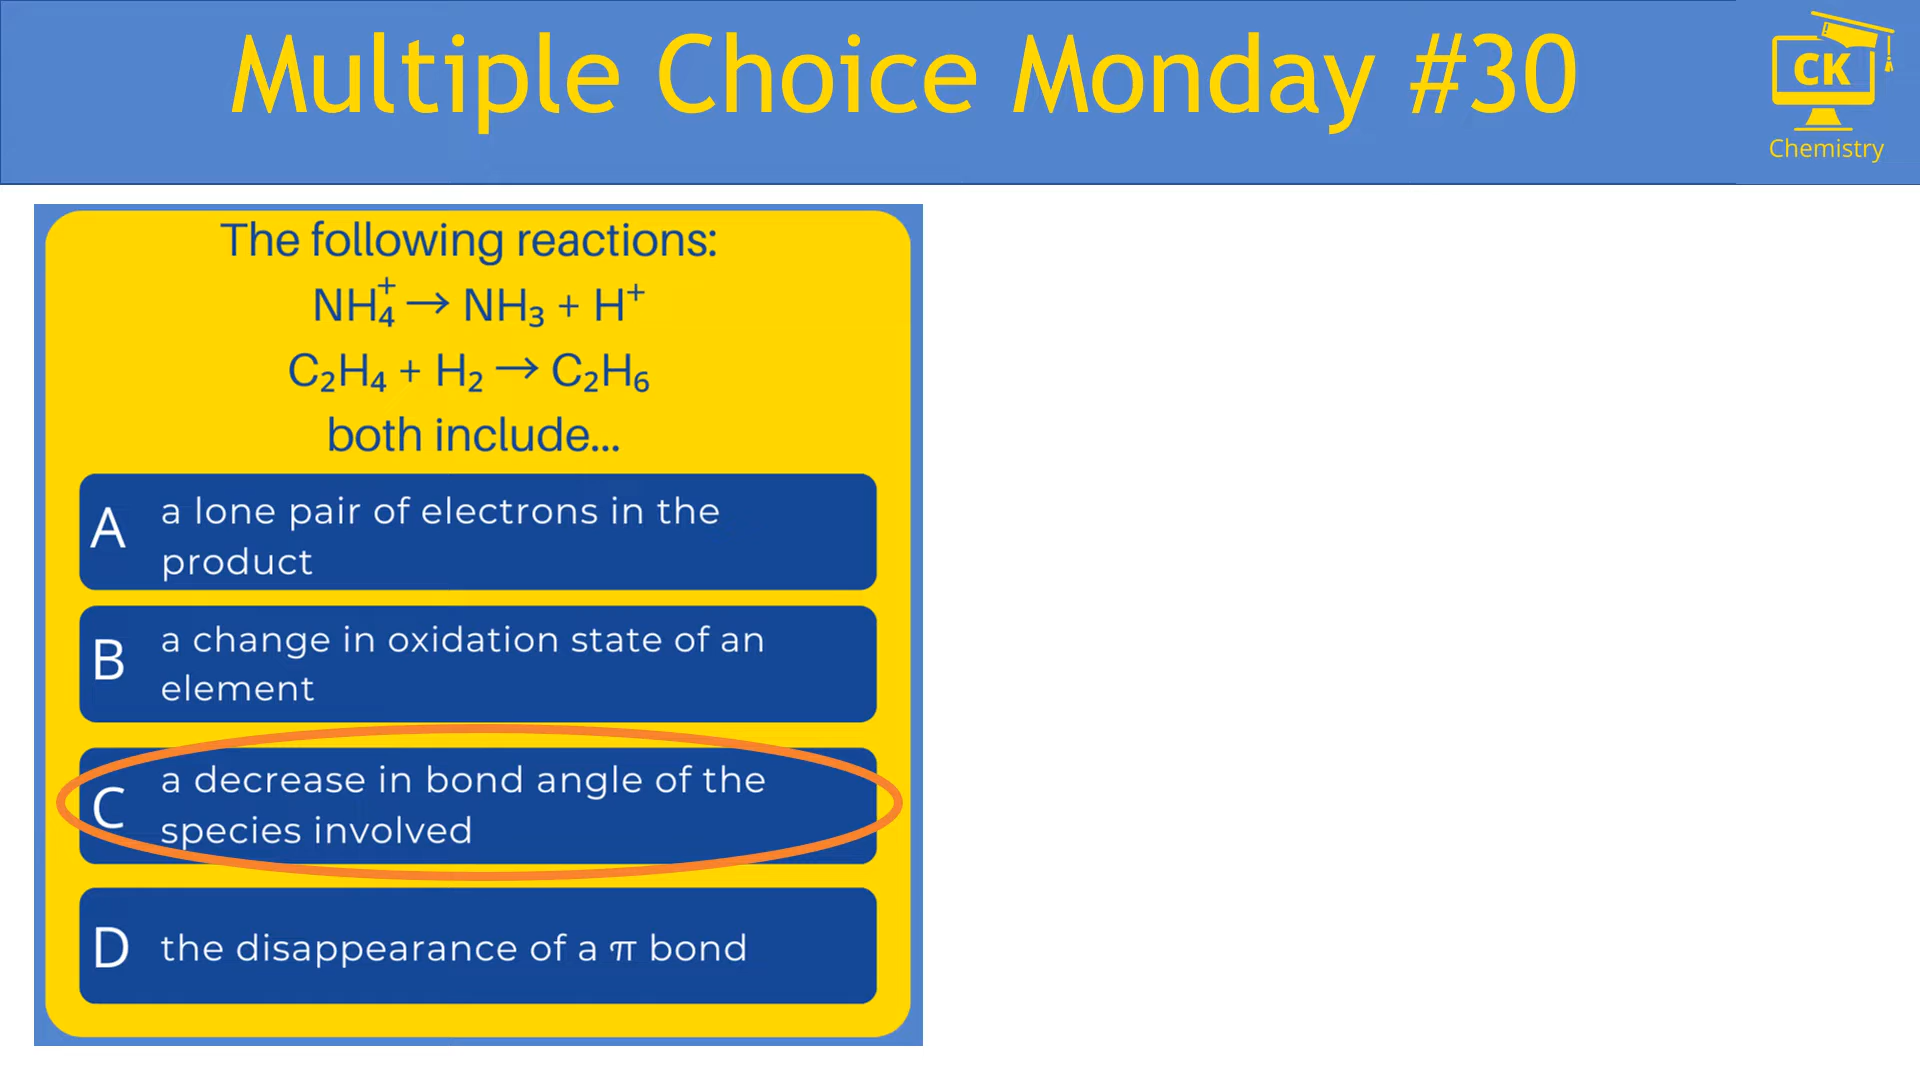 Multiple Choice Monday #30
CK
Chemistry
The following reactions:
NH₄⁺ → NH₃ + H⁺
C₂H₄ + H₂ → C₂H₆
both include...
A a lone pair of electrons in the
product
B a change in oxidation state of an
element
C a decrease in bond angle of the
species involved
D the disappearance of a π bond